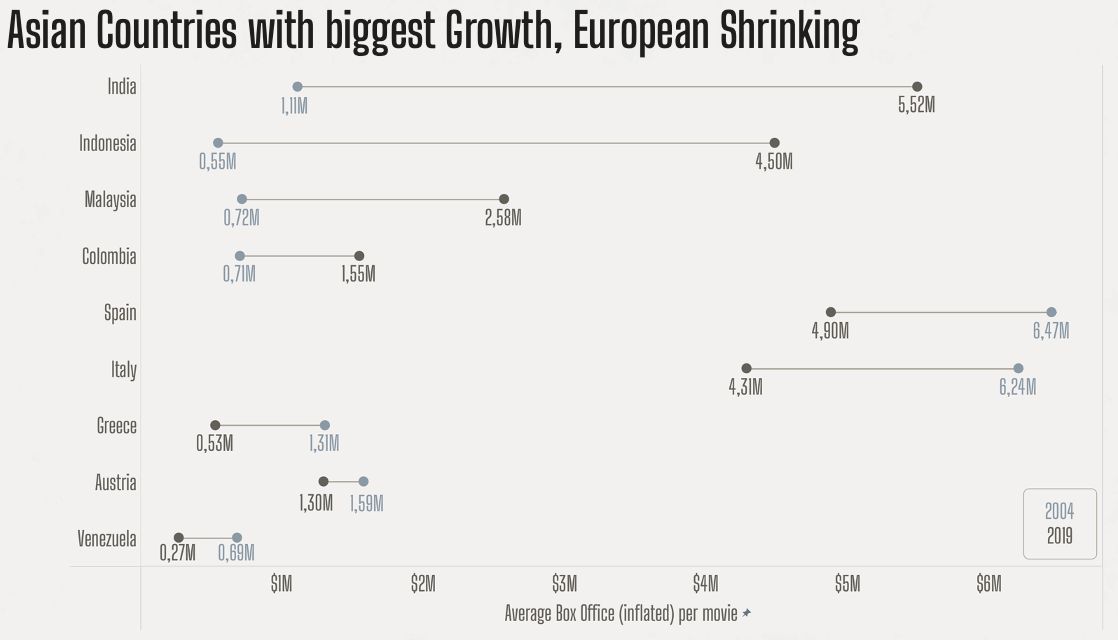 Asian Countries with biggest Growth, European Shrinking
India
1,11M
5,52M
Indonesia
0,55M
4,50M
Malaysia
0,72M
2,58M
Colombia
0,71M
1,55M
Spain
4,90M
6,47M
Italy
4,31M
6,24M
Greece
0,53M
1,31M
Austria
1,30M
1,59M
Venezuela
0,27M
0,69M
2004
2019
$1M
$2M
$3M
$4M
$5M
$6M
Average Box Office (inflated) per movie